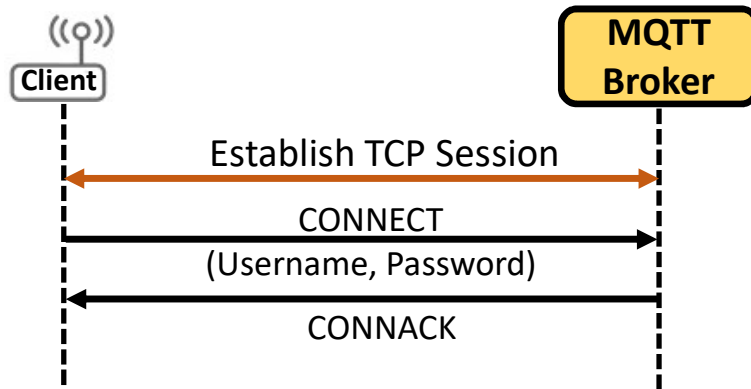 Client
MQTT
Broker
Establish TCP Session
CONNECT
(Username, Password)
CONNACK